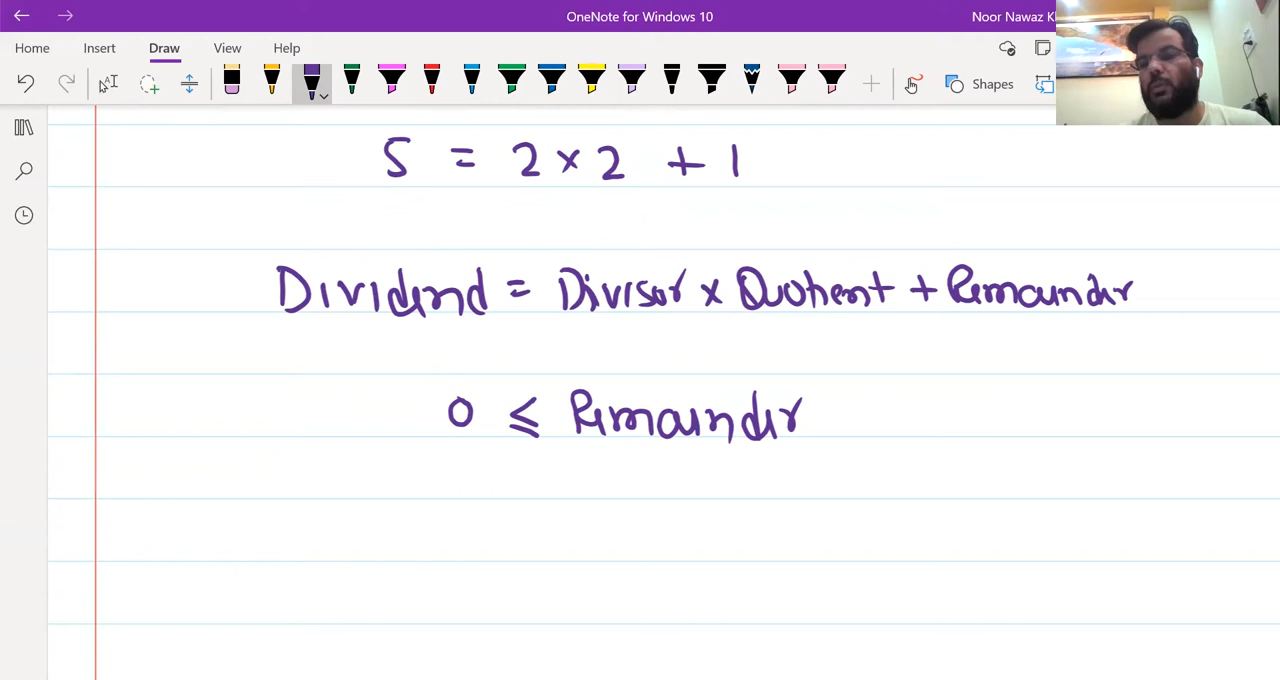 OneNote for Windows 10
Noor Nawaz K
Home Insert Draw View Help
Shapes
5 = 2 × 2 + 1
Dividend = Divisor × Quotient + Remainder
0 ≤ Remainder